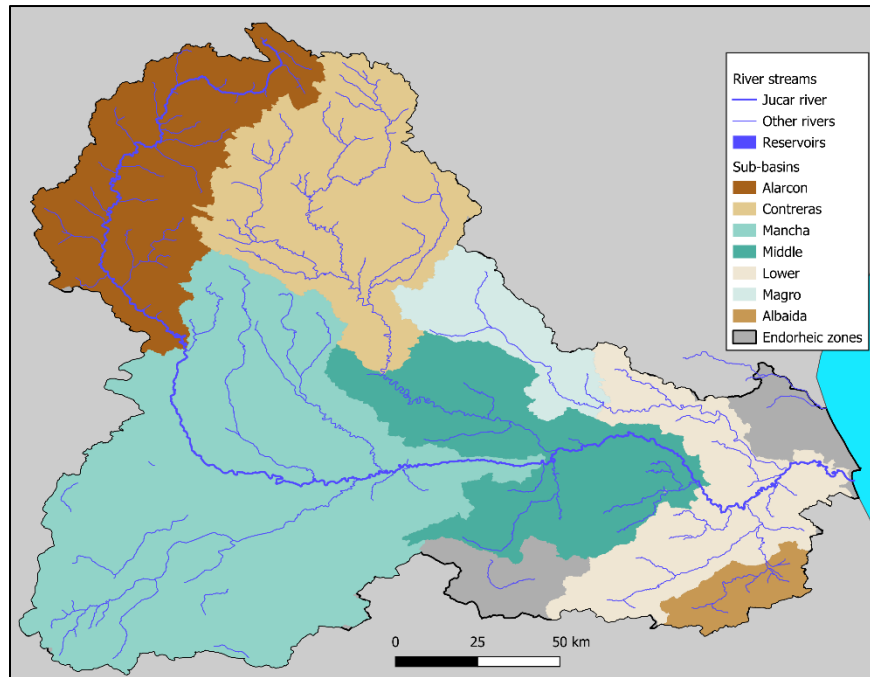 River streams
Jucar river
Other rivers
Reservoirs
Sub-basins
Alarcon
Contreras
Mancha
Middle
Lower
Magro
Albaida
Endorheic zones
0 25 50 km